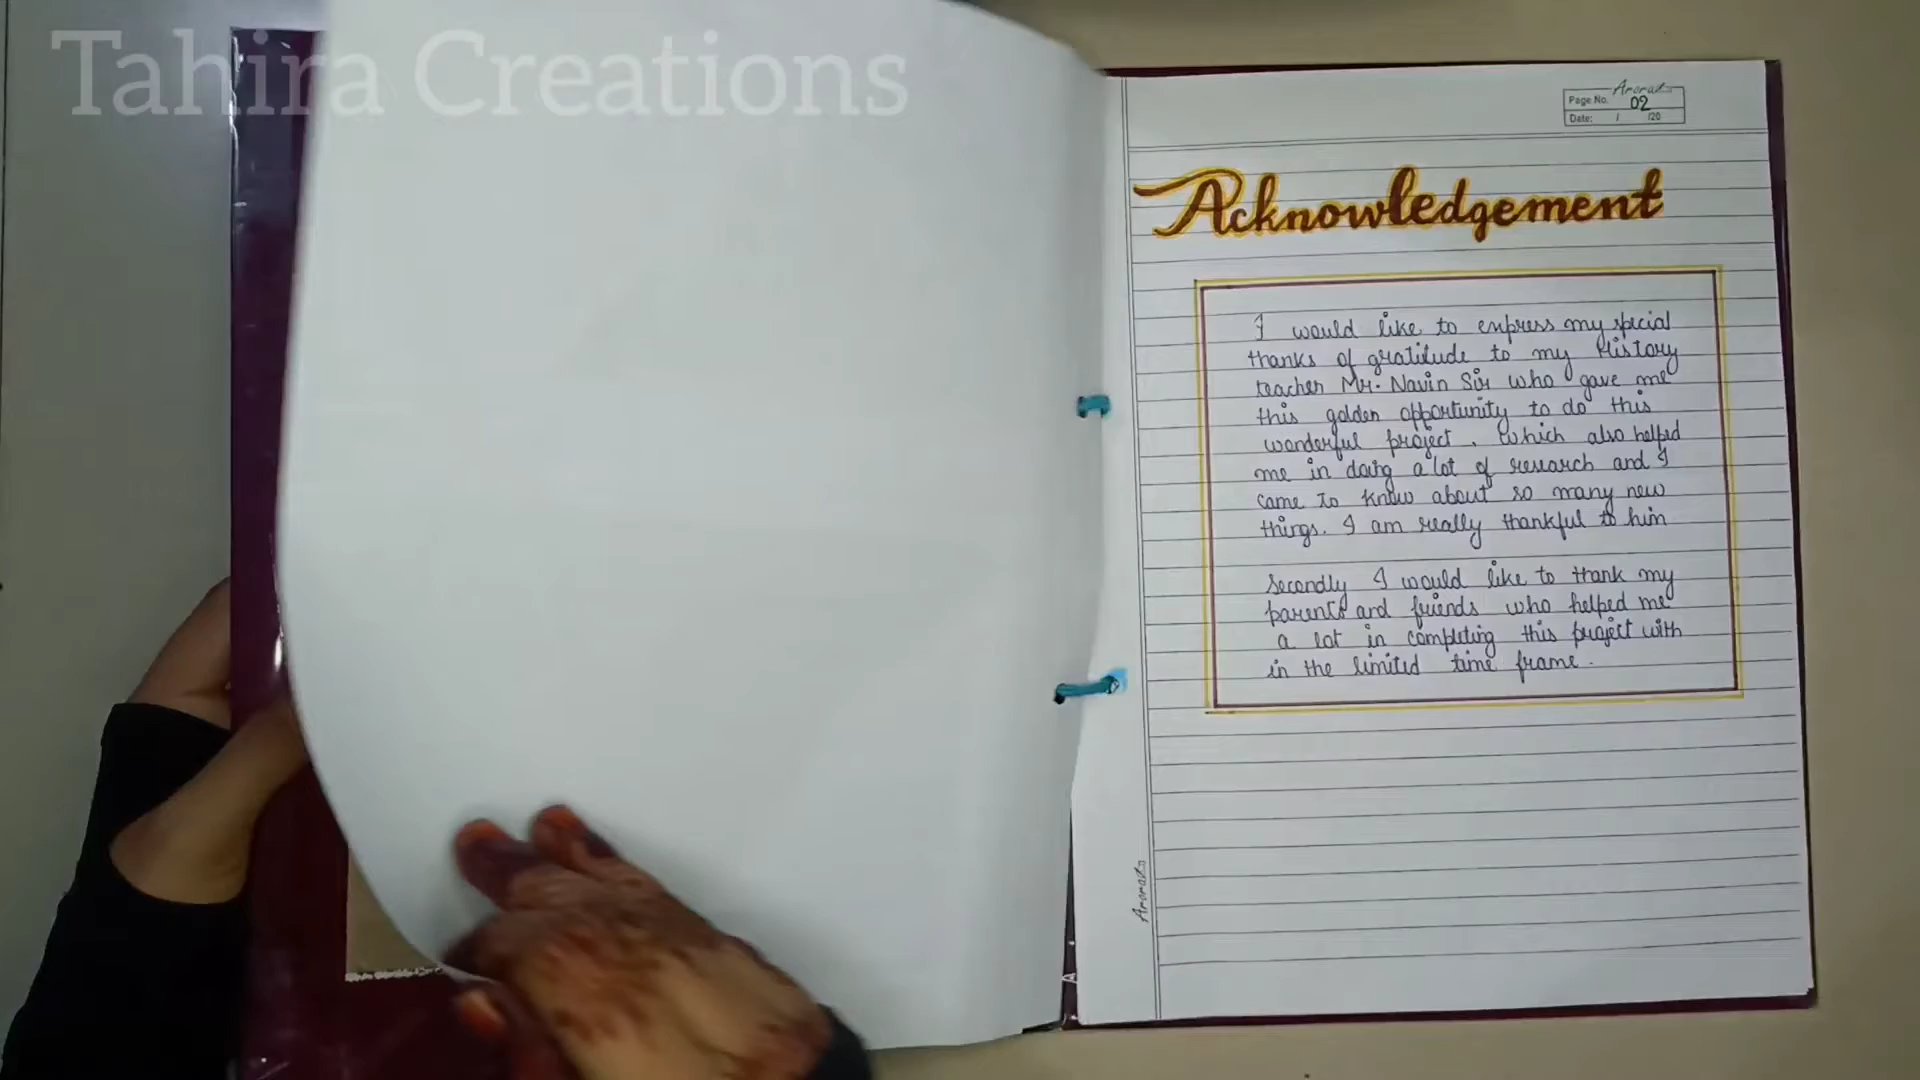 Tahira Creations
Page No. 02
Date: / /20
Acknowledgement
I would like to express my special
thanks of gratitude to my History
teacher Mr. Navin Sir who gave me
this golden opportunity to do this
wonderful project. Which also helped
me in doing a lot of research and I
came to know about so many new
things. I am really thankful to him
Secondly I would like to thank my
parents and friends who helped me
a lot in completing this project with
in the limited time frame.